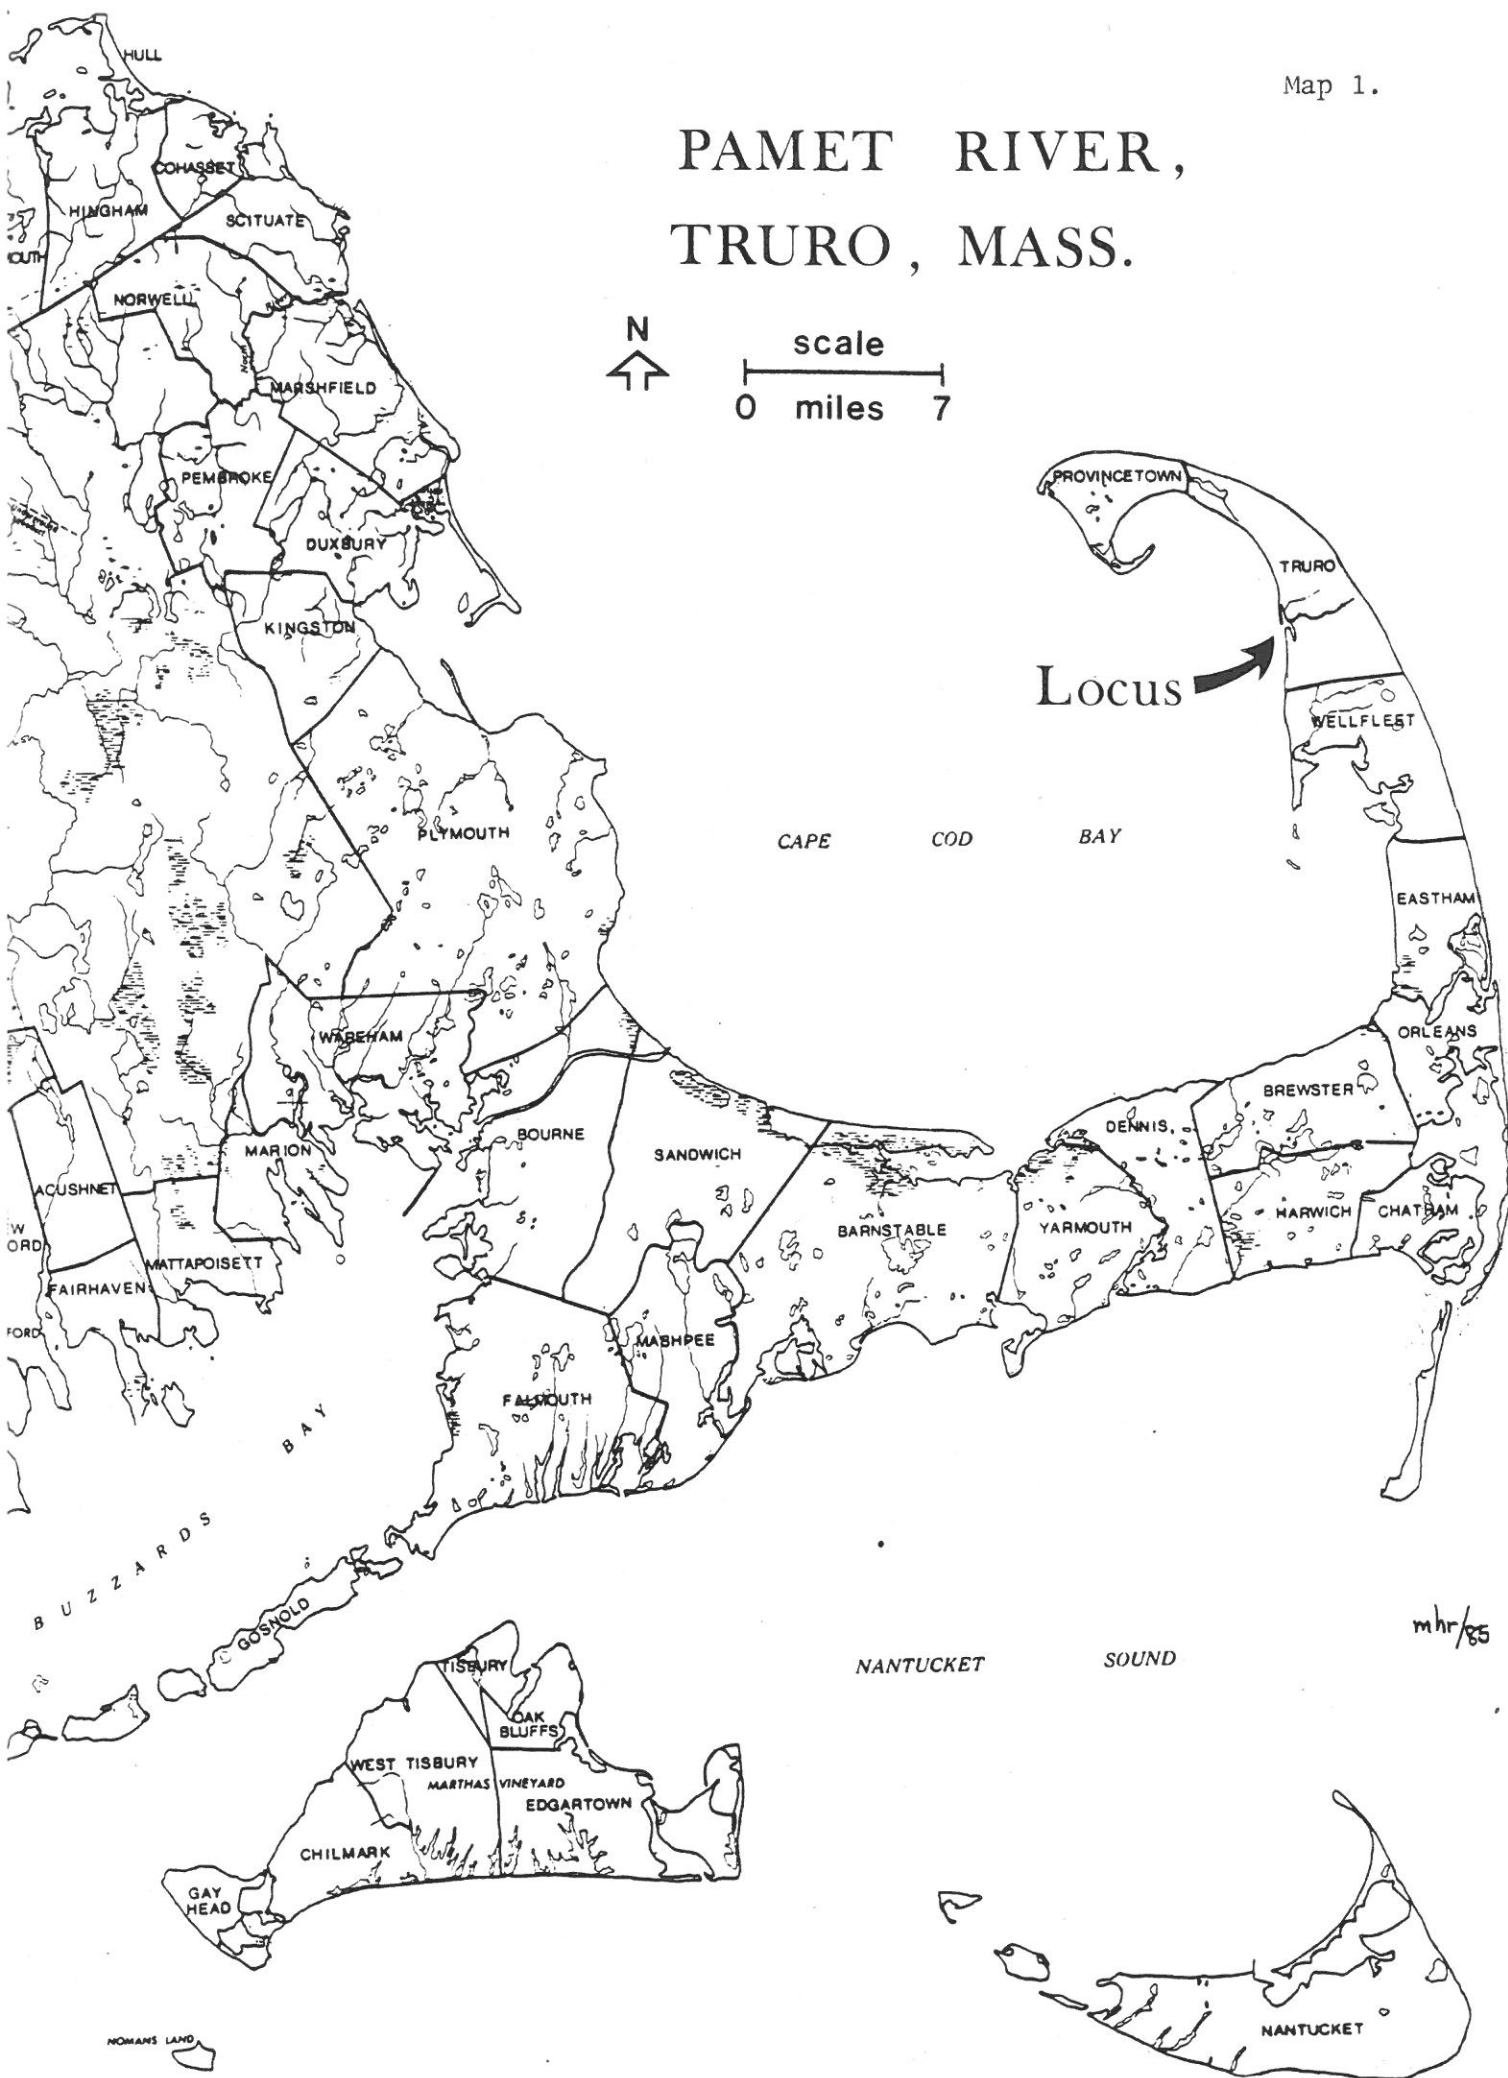 Map 1.
PAMET RIVER,
TRURO, MASS.
N
scale
0 miles 7
HULL
COHASSET
HINGHAM
SCITUATE
OUTH
NORWELL
MARSHFIELD
PEMBROKE
DUXBURY
KINGSTON
PROVINCETOWN
TRURO
Locus
WELLFLEET
PLYMOUTH
CAPE COD BAY
EASTHAM
ORLEANS
WAREHAM
BREWSTER
DENNIS
BOURNE
SANDWICH
MARION
ACUSHNET
HARWICH
CHATHAM
BARNSTABLE
YARMOUTH
W
ORD
MATTAPOISETT
FAIRHAVEN
FORD
MASHPEE
FALMOUTH
BUZZARDS BAY
GOSNOLD
mhr/85
NANTUCKET SOUND
TISBURY
OAK
BLUFFS
WEST TISBURY
MARTHAS VINEYARD
EDGARTOWN
CHILMARK
GAY
HEAD
NOMANS LAND
NANTUCKET